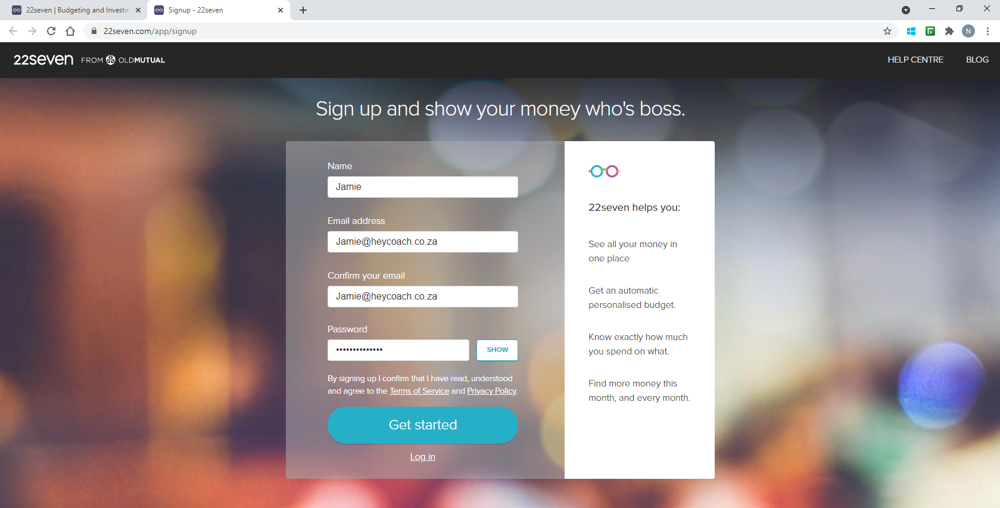 22seven | Budgeting and Investin
Signup - 22seven
22seven.com/app/signup
N
22seven FROM OLDMUTUAL
HELP CENTRE
BLOG
Sign up and show your money who's boss.
Name
Jamie
Email address
Jamie@heycoach.co.za
Confirm your email
Jamie@heycoach.co.za
Password
••••••••••••••
SHOW
By signing up I confirm that I have read, understood
and agree to the Terms of Service and Privacy Policy.
Get started
Log in
22seven helps you:
See all your money in
one place
Get an automatic
personalised budget.
Know exactly how much
you spend on what.
Find more money this
month, and every month.